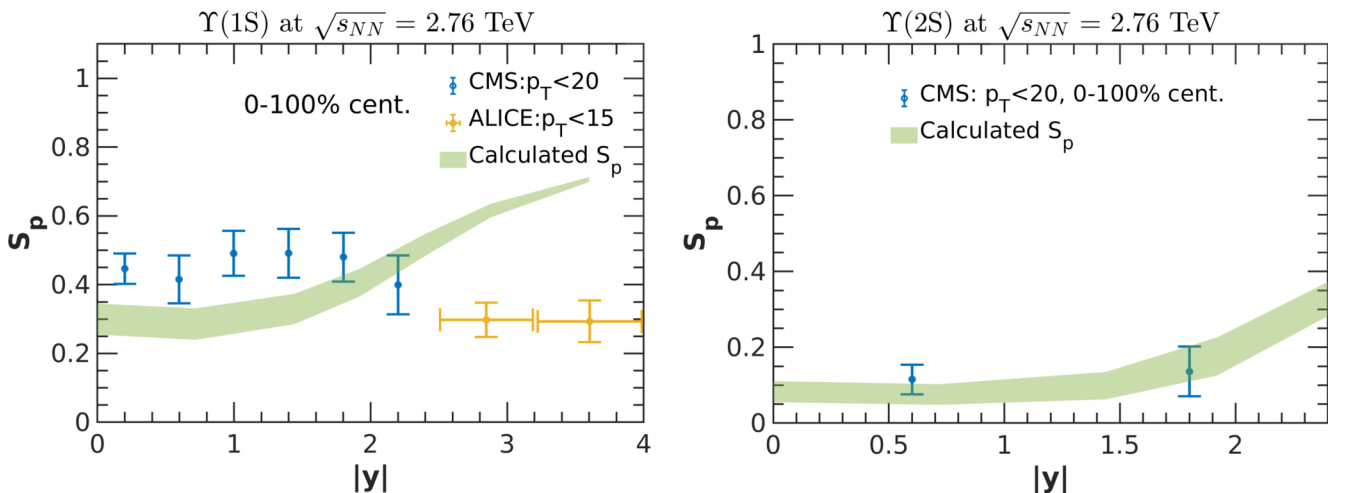 ϒ(1S) at √s_NN = 2.76 TeV
1
0.8
0.6
0.4
0.2
0
S_p
0-100% cent.
CMS:p_T<20
ALICE:p_T<15
Calculated S_p
0 1 2 3 4
|y|
ϒ(2S) at √s_NN = 2.76 TeV
1
0.8
0.6
0.4
0.2
0
S_p
CMS: p_T<20, 0-100% cent.
Calculated S_p
0 0.5 1 1.5 2
|y|